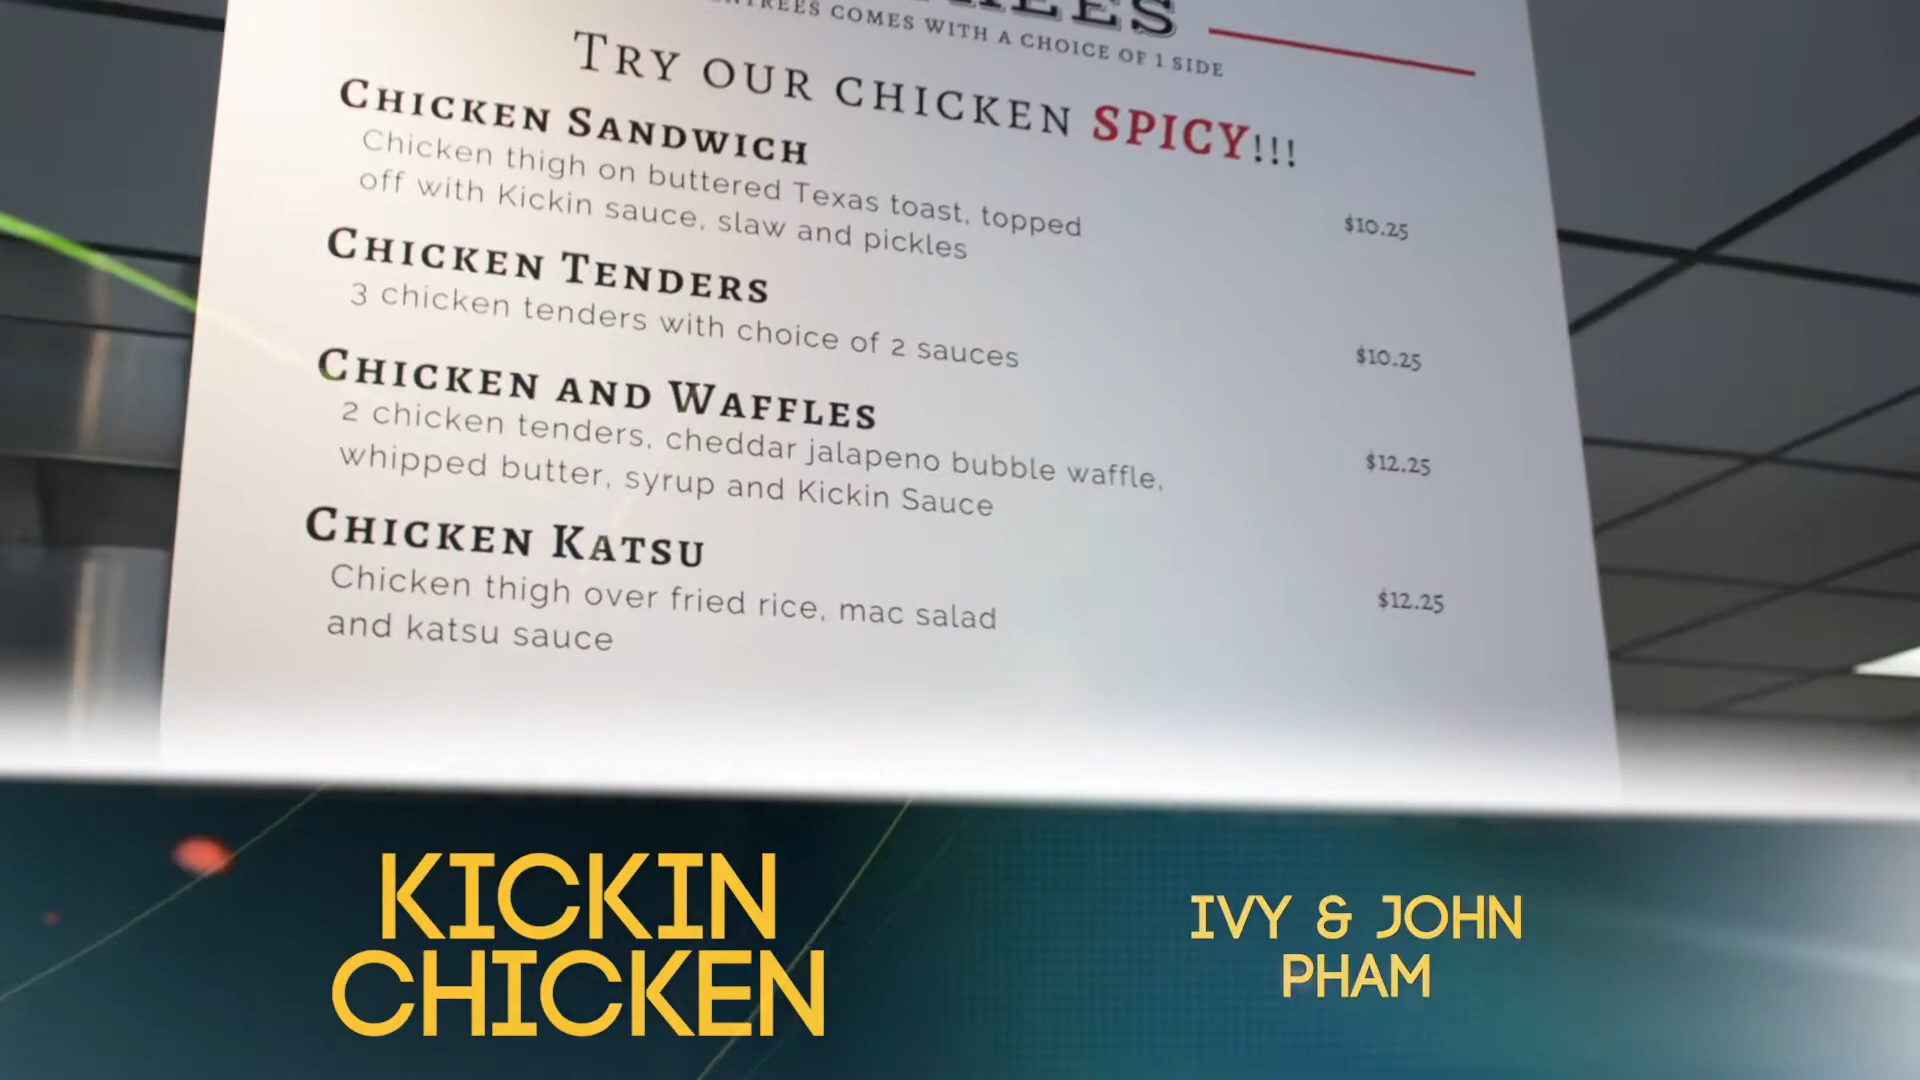 COMES WITH A CHOICE OF 1 SIDE
TRY OUR CHICKEN SPICY!!!
CHICKEN SANDWICH
Chicken thigh on buttered Texas toast, topped
off with Kickin sauce, slaw and pickles
$10.25
CHICKEN TENDERS
3 chicken tenders with choice of 2 sauces
$10.25
CHICKEN AND WAFFLES
2 chicken tenders, cheddar jalapeno bubble waffle,
whipped butter, syrup and Kickin Sauce
$12.25
CHICKEN KATSU
Chicken thigh over fried rice, mac salad
and katsu sauce
$12.25
KICKIN
CHICKEN
IVY & JOHN
PHAM